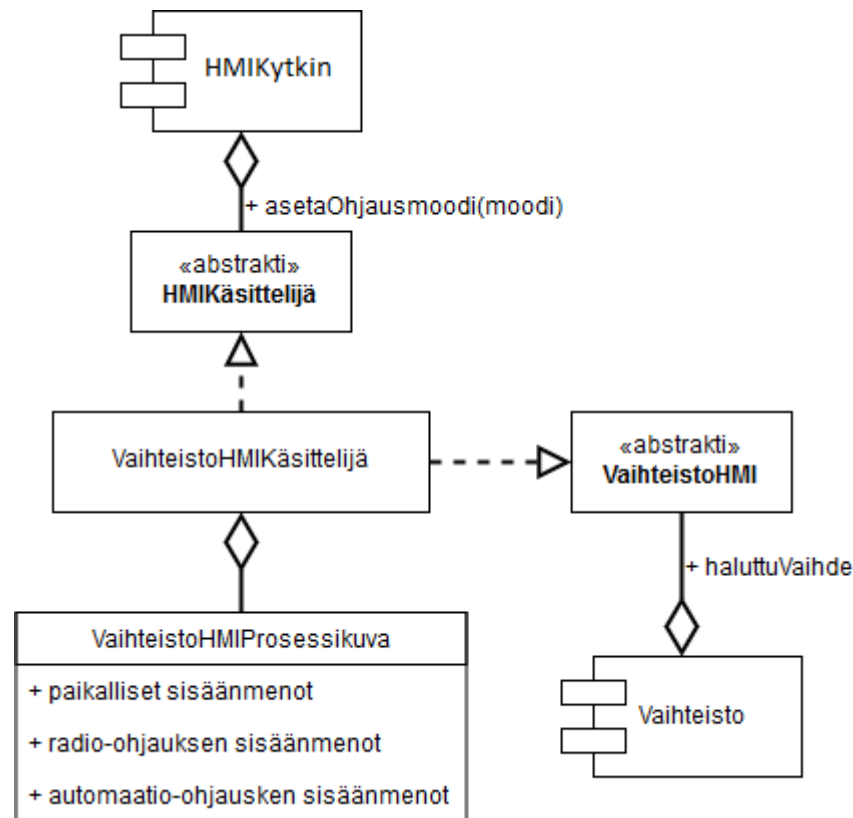 HMIKytkin
+ asetaOhjausmoodi(moodi)
«abstrakti»
HMIKäsittelijä
VaihteistoHMIKäsittelijä
«abstrakti»
VaihteistoHMI
+ haluttuVaihde
VaihteistoHMIProsessikuva
+ paikalliset sisäänmenot
+ radio-ohjauksen sisäänmenot
+ automaatio-ohjausken sisäänmenot
Vaihteisto